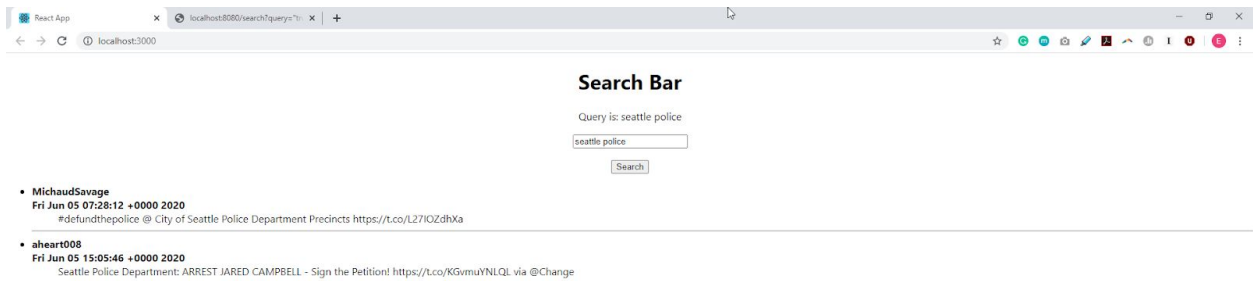 React App
localhost:8080/search?query="tr
localhost:3000
Search Bar
Query is: seattle police
seattle police
Search
MichaudSavage
Fri Jun 05 07:28:12 +0000 2020
#defundthepolice @ City of Seattle Police Department Precincts https://t.co/L27IOZdhXa
aheart008
Fri Jun 05 15:05:46 +0000 2020
Seattle Police Department: ARREST JARED CAMPBELL - Sign the Petition! https://t.co/KGvmuYNLQL via @Change